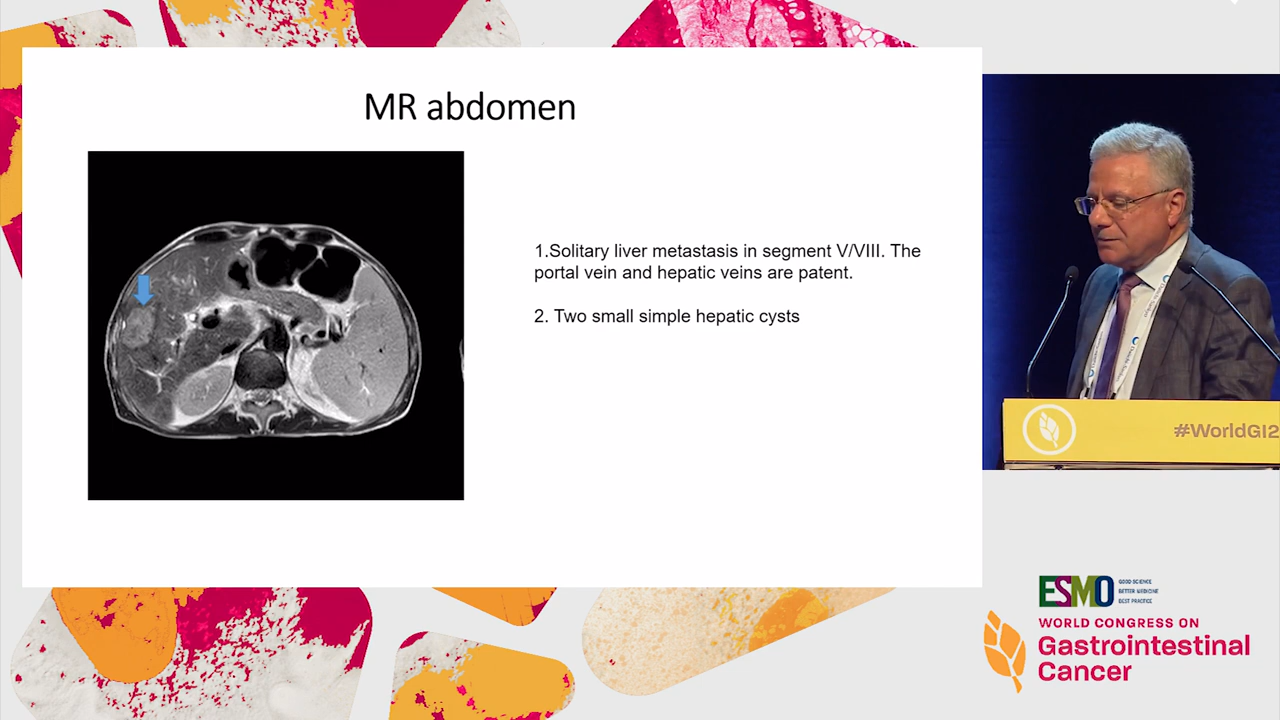 MR abdomen
1.Solitary liver metastasis in segment V/VIII. The
portal vein and hepatic veins are patent.
2. Two small simple hepatic cysts
#WorldGI2
ESMO
GOOD SCIENCE
BETTER MEDICINE
BEST PRACTICE
WORLD CONGRESS ON
Gastrointestinal
Cancer